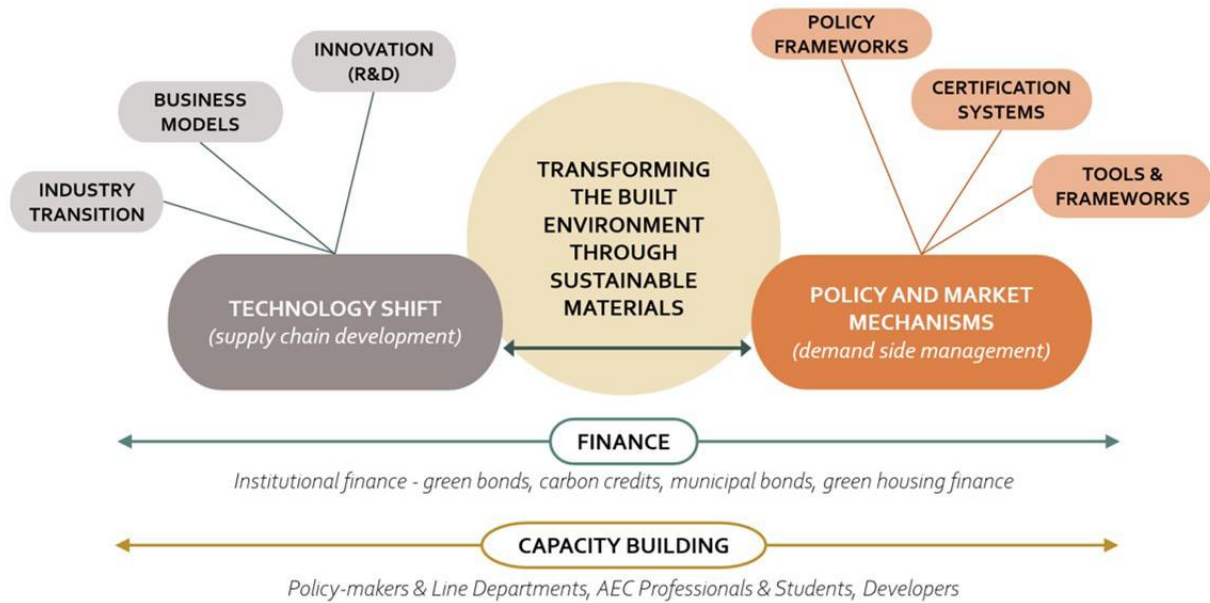 INNOVATION
(R&D)
BUSINESS
MODELS
INDUSTRY
TRANSITION
TECHNOLOGY SHIFT
(supply chain development)
TRANSFORMING
THE BUILT
ENVIRONMENT
THROUGH
SUSTAINABLE
MATERIALS
POLICY
FRAMEWORKS
CERTIFICATION
SYSTEMS
TOOLS &
FRAMEWORKS
POLICY AND MARKET
MECHANISMS
(demand side management)
FINANCE
Institutional finance - green bonds, carbon credits, municipal bonds, green housing finance
CAPACITY BUILDING
Policy-makers & Line Departments, AEC Professionals & Students, Developers